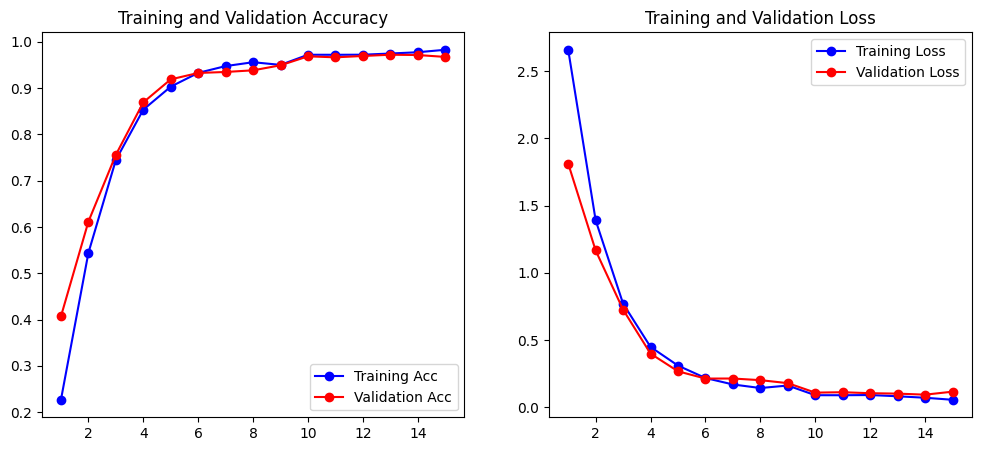 Training and Validation Accuracy
1.0
0.9
0.8
0.7
0.6
0.5
0.4
0.3
0.2
2 4 6 8 10 12 14
Training Acc
Validation Acc
Training and Validation Loss
2.5
2.0
1.5
1.0
0.5
0.0
2 4 6 8 10 12 14
Training Loss
Validation Loss